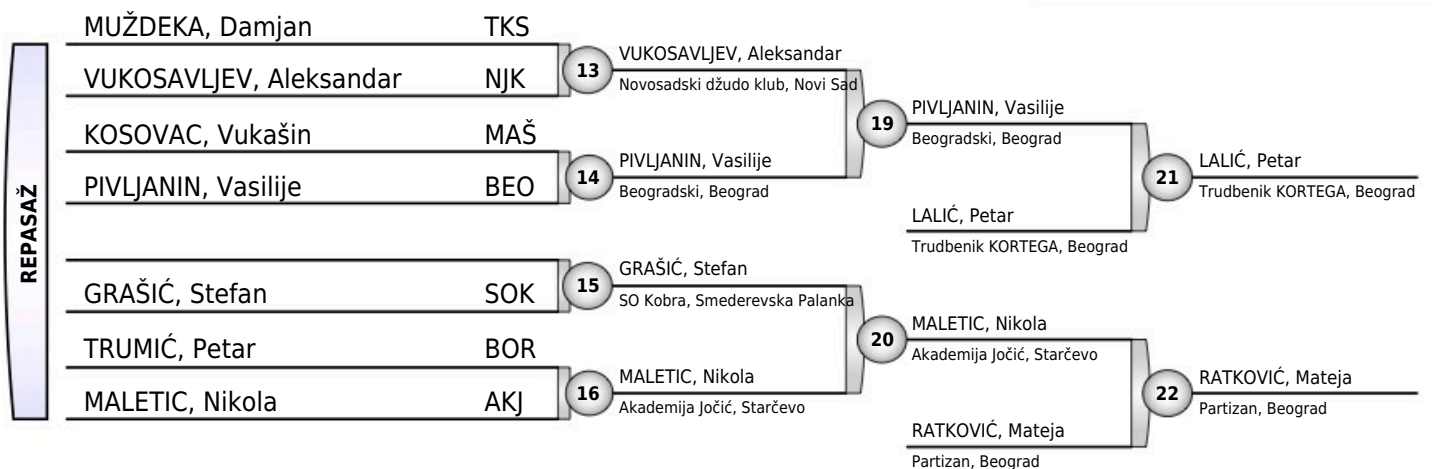 REPASAŽ
MUŽDEKA, Damjan TKS
VUKOSAVLJEV, Aleksandar NJK
KOSOVAC, Vukašin MAŠ
PIVLJANIN, Vasilije BEO
GRAŠIĆ, Stefan SOK
TRUMIĆ, Petar BOR
MALETIC, Nikola AKJ
13
VUKOSAVLJEV, Aleksandar
Novosadski džudo klub, Novi Sad
14
PIVLJANIN, Vasilije
Beogradski, Beograd
15
GRAŠIĆ, Stefan
SO Kobra, Smederevska Palanka
16
MALETIC, Nikola
Akademija Jočić, Starčevo
19
PIVLJANIN, Vasilije
Beogradski, Beograd
LALIĆ, Petar
Trudbenik KORTEGA, Beograd
20
MALETIC, Nikola
Akademija Jočić, Starčevo
RATKOVIĆ, Mateja
Partizan, Beograd
21
LALIĆ, Petar
Trudbenik KORTEGA, Beograd
22
RATKOVIĆ, Mateja
Partizan, Beograd